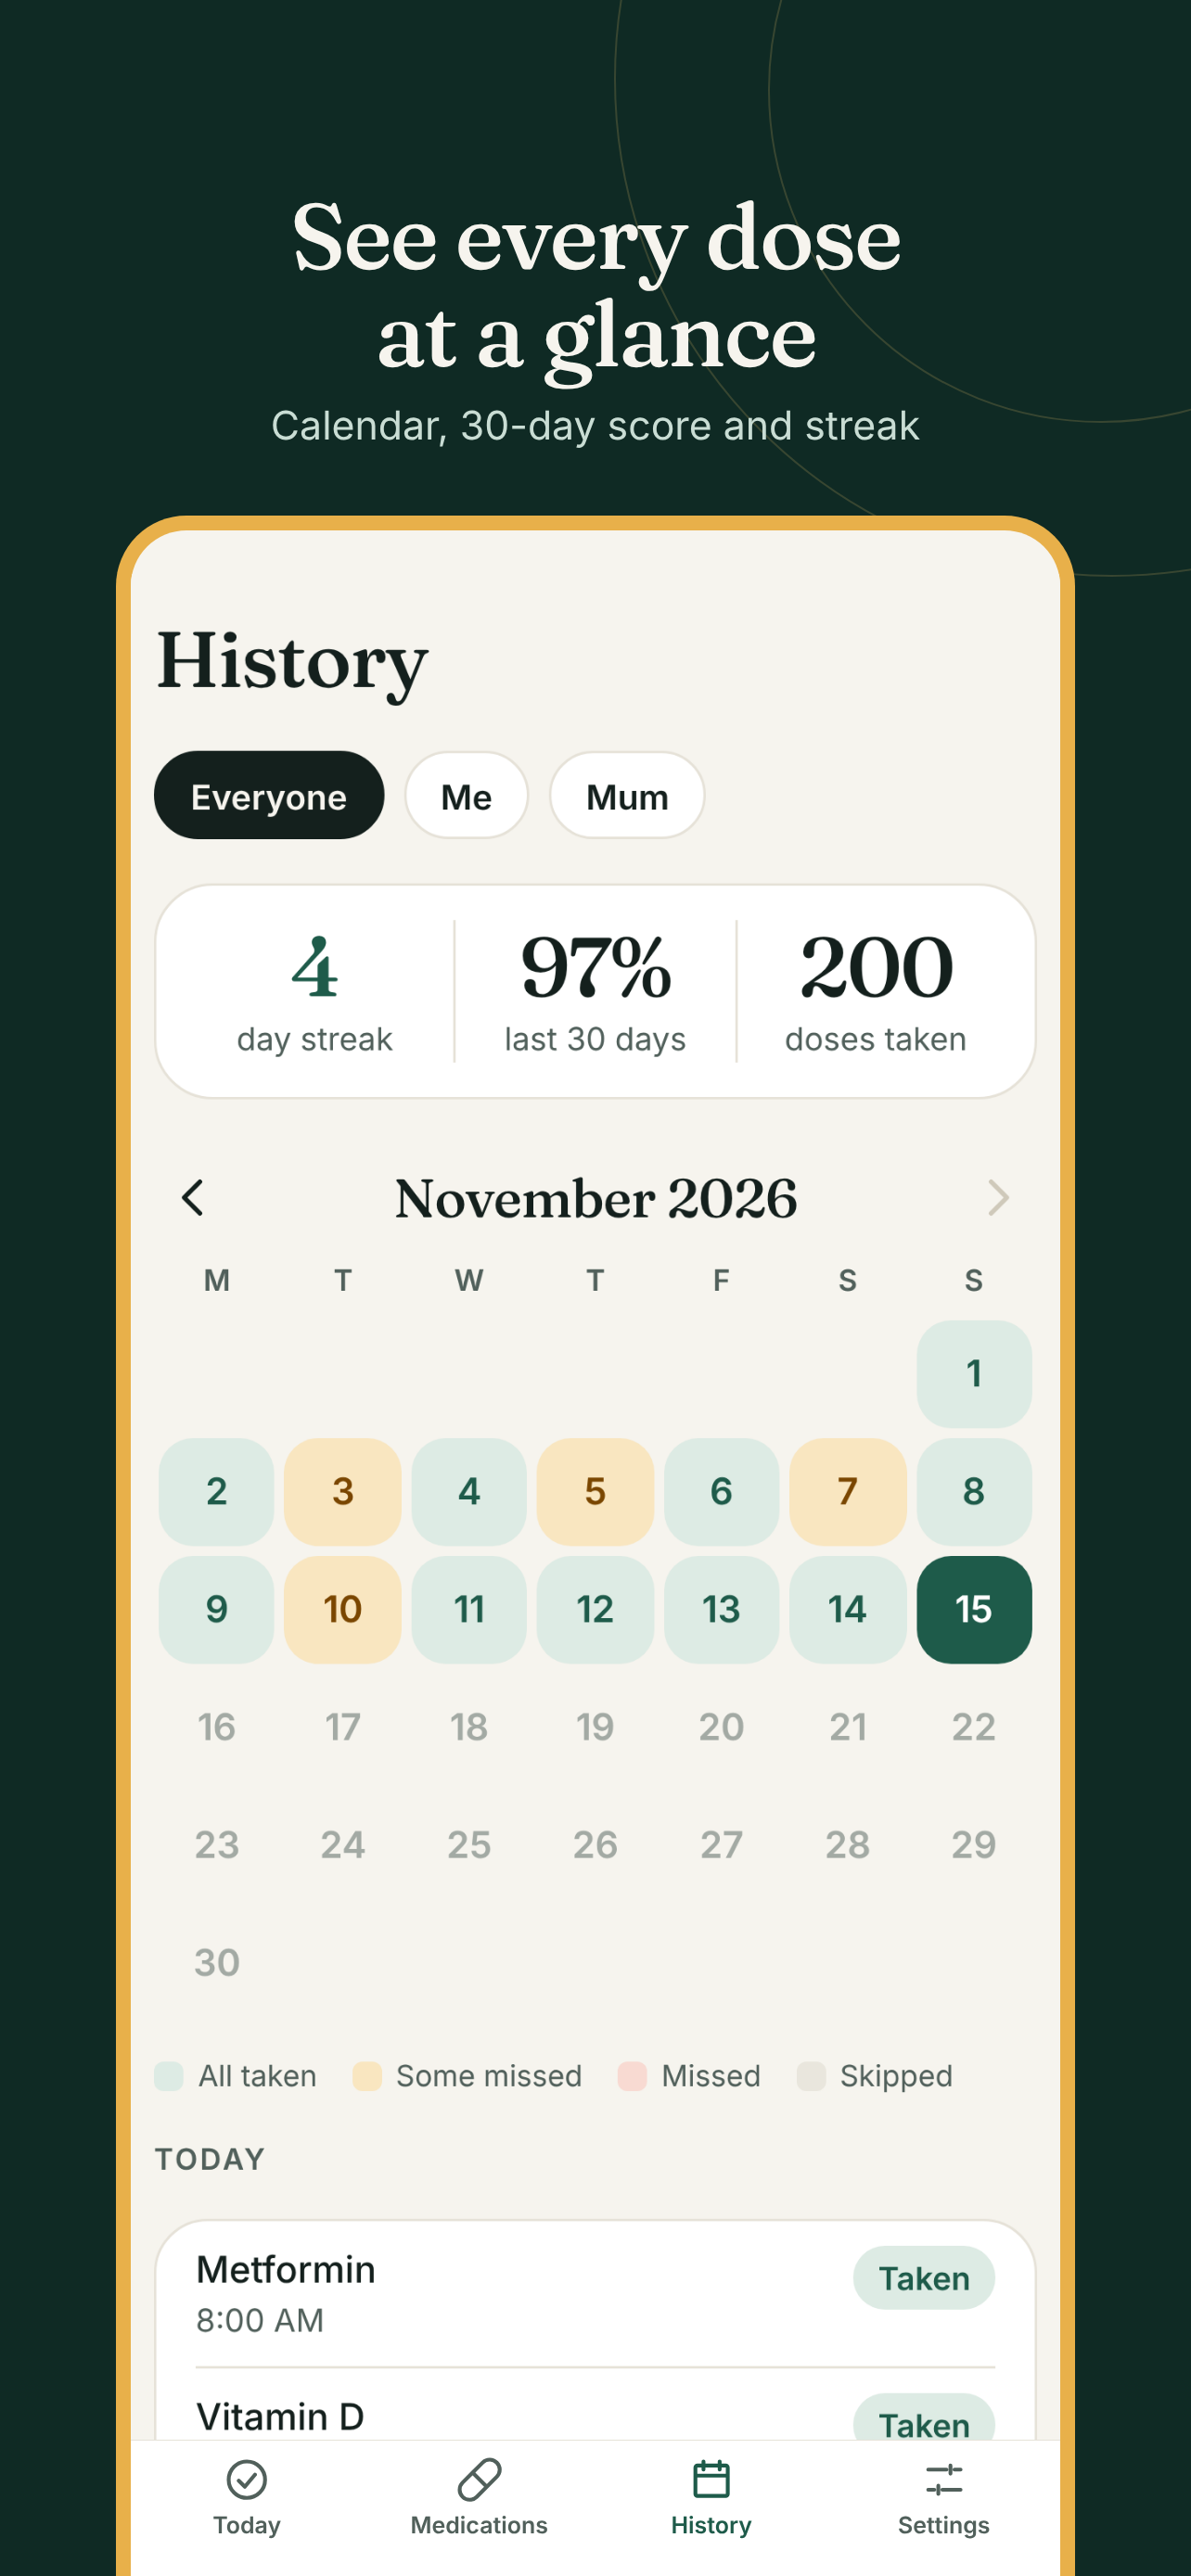 See every dose
at a glance
Calendar, 30-day score and streak
History
Everyone Me Mum
4 97% 200
day streak last 30 days doses taken
November 2026
M T W T F S S
1
2 3 4 5 6 7 8
9 10 11 12 13 14 15
16 17 18 19 20 21 22
23 24 25 26 27 28 29
30
All taken Some missed Missed Skipped
TODAY
Metformin Taken
8:00 AM
Vitamin D Taken
Today Medications History Settings